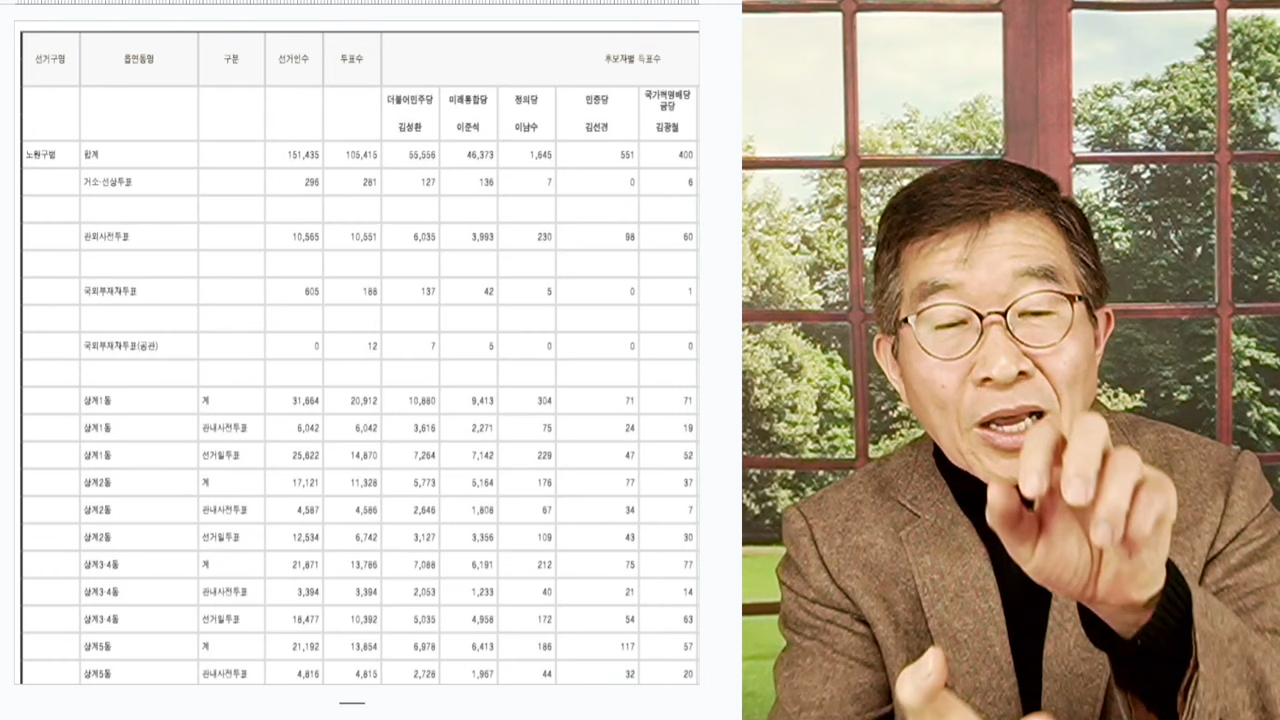 선거구명 읍면동명 구분 선거인수 투표수 후보자별 득표수
더불어민주당 미래통합당 정의당 민중당 국가혁명배당금당
김성환 이준석 이남수 김선경 김광철
노원구병 합계 151,435 105,415 55,556 46,373 1,645 551 400
거소·선상투표 296 281 127 136 7 0 6
관외사전투표 10,565 10,551 6,035 3,993 230 98 60
국외부재자투표 605 188 137 42 5 0 1
국외부재자투표(공관) 0 12 7 5 0 0 0
상계1동 계 31,664 20,912 10,880 9,413 304 71 71
상계1동 관내사전투표 6,042 6,042 3,616 2,271 75 24 19
상계1동 선거일투표 25,622 14,870 7,264 7,142 229 47 52
상계2동 계 17,121 11,328 5,773 5,164 176 77 37
상계2동 관내사전투표 4,587 4,586 2,646 1,808 67 34 7
상계2동 선거일투표 12,534 6,742 3,127 3,356 109 43 30
상계3·4동 계 21,871 13,786 7,088 6,191 212 75 77
상계3·4동 관내사전투표 3,394 3,394 2,053 1,233 40 21 14
상계3·4동 선거일투표 18,477 10,392 5,035 4,958 172 54 63
상계5동 계 21,192 13,854 6,978 6,413 186 117 57
상계5동 관내사전투표 4,816 4,815 2,728 1,967 44 32 20